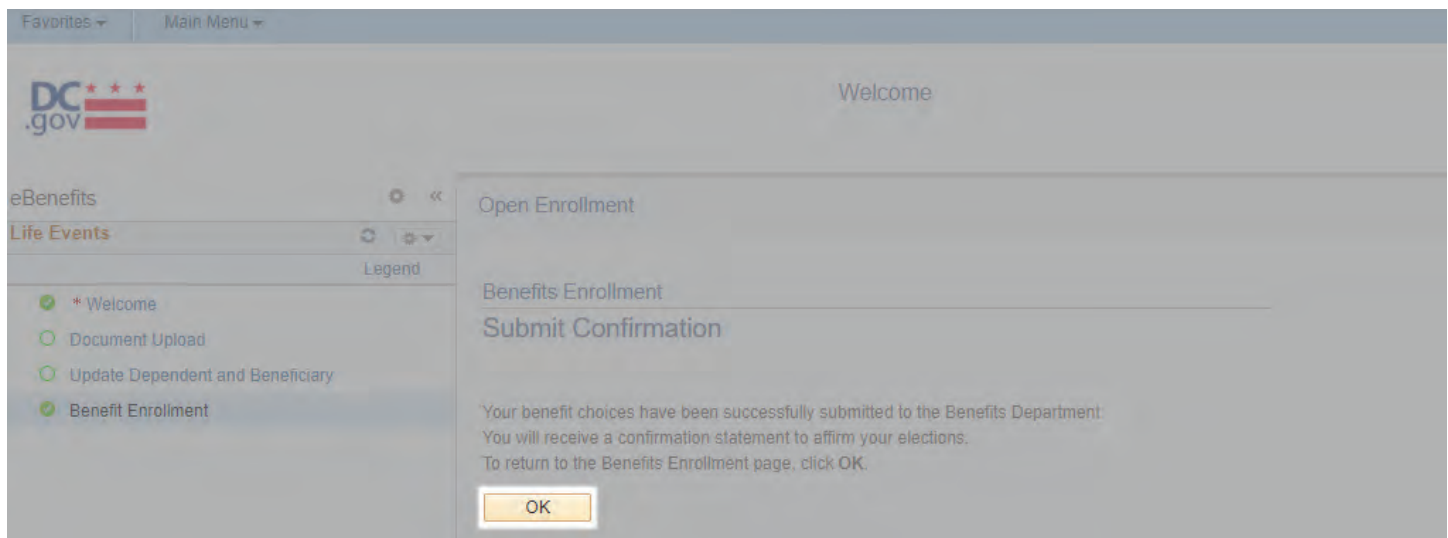 Favorites
Main Menu
DC
.gov
Welcome
eBenefits
Life Events
Legend
* Welcome
Document Upload
Update Dependent and Beneficiary
Benefit Enrollment
Open Enrollment
Benefits Enrollment
Submit Confirmation
Your benefit choices have been successfully submitted to the Benefits Department
You will receive a confirmation statement to affirm your elections.
To return to the Benefits Enrollment page, click OK.
OK